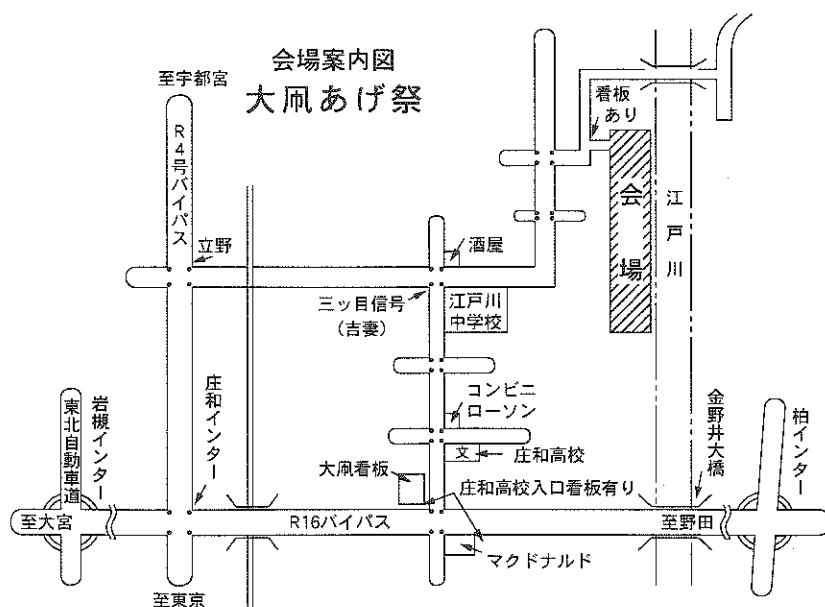 会場案内図
大凧あげ祭
至宇都宮
R4号バイパス
立野
看板
あり
会場
江戸川
酒屋
三ッ目信号
(吉妻)
江戸川
中学校
コンビニ
ローソン
文
庄和高校
大凧看板
庄和高校入口看板有り
金野井大橋
柏インター
東北自動車道
岩槻インター
庄和インター
至大宮
R16バイパス
至野田
マクドナルド
至東京